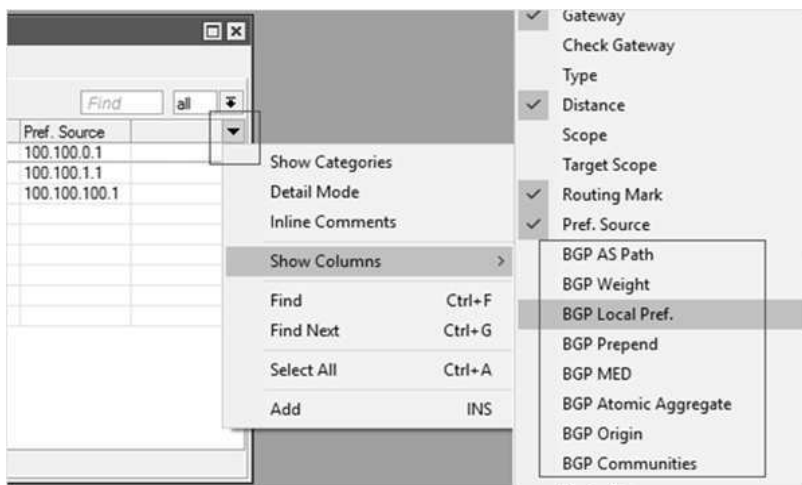 Find
all
Pref. Source
100.100.0.1
100.100.1.1
100.100.100.1
Show Categories
Detail Mode
Inline Comments
Show Columns
Find Ctrl+F
Find Next Ctrl+G
Select All Ctrl+A
Add INS
Gateway
Check Gateway
Type
Distance
Scope
Target Scope
Routing Mark
Pref. Source
BGP AS Path
BGP Weight
BGP Local Pref.
BGP Prepend
BGP MED
BGP Atomic Aggregate
BGP Origin
BGP Communities